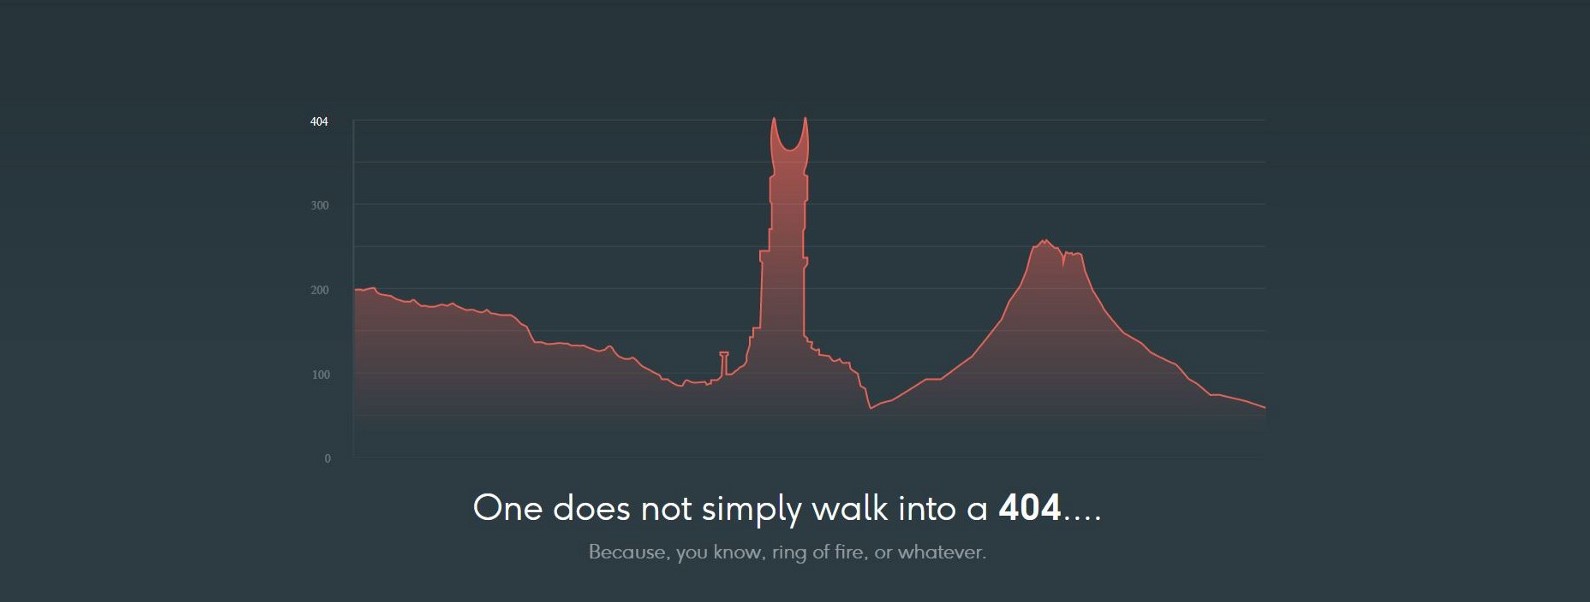 404
300
200
100
0
One does not simply walk into a 404....
Because, you know, ring of fire, or whatever.